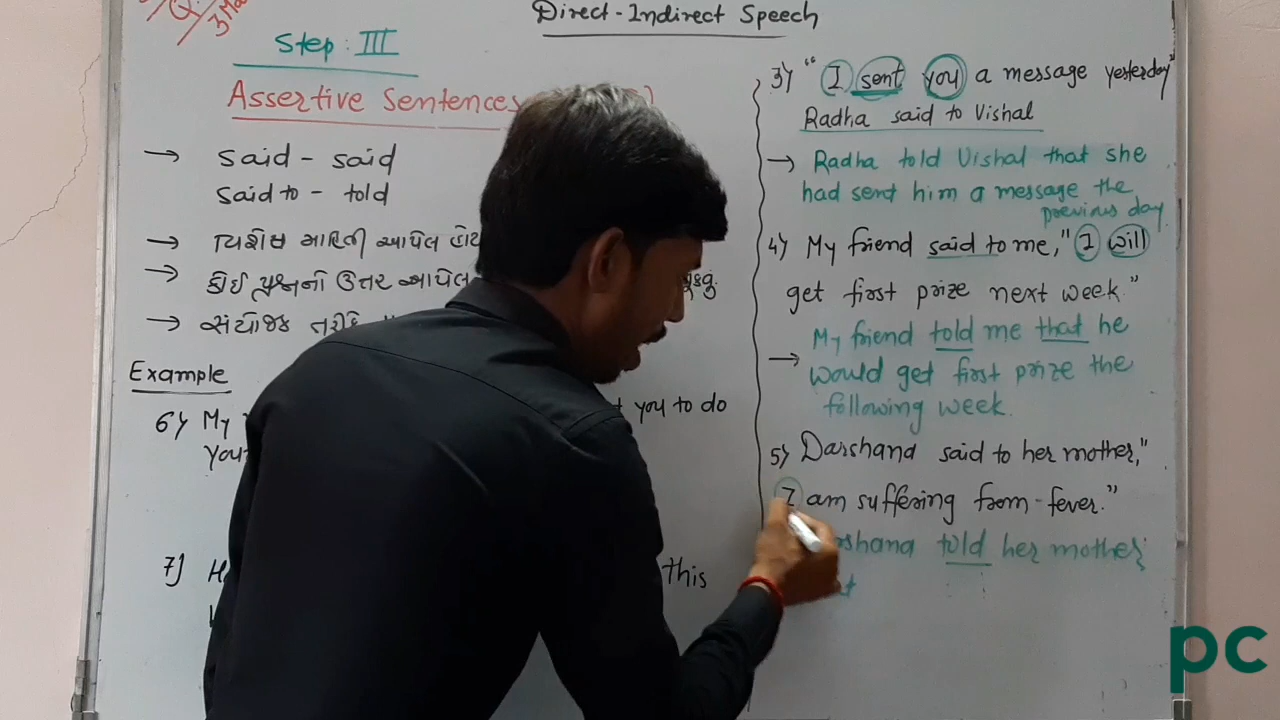 Direct-Indirect Speech
Step: III
Assertive Sentences
→ said - said
said to - told
→ વિશેષ માહિતી આપેલ હોય
→ કોઈ પ્રશ્નનો ઉત્તર આપેલ
→ સંયોજક તરીકે
Example
6) My
you to do
7)
this
3) "I sent you a message yesterday"
Radha said to Vishal
→ Radha told Vishal that she
had sent him a message the
previous day.
4) My friend said to me," I will
get first prize next week."
→ My friend told me that he
would get first prize the
following week.
5) Darshana said to her mother,"
I am suffering from fever."
told her mother
pc